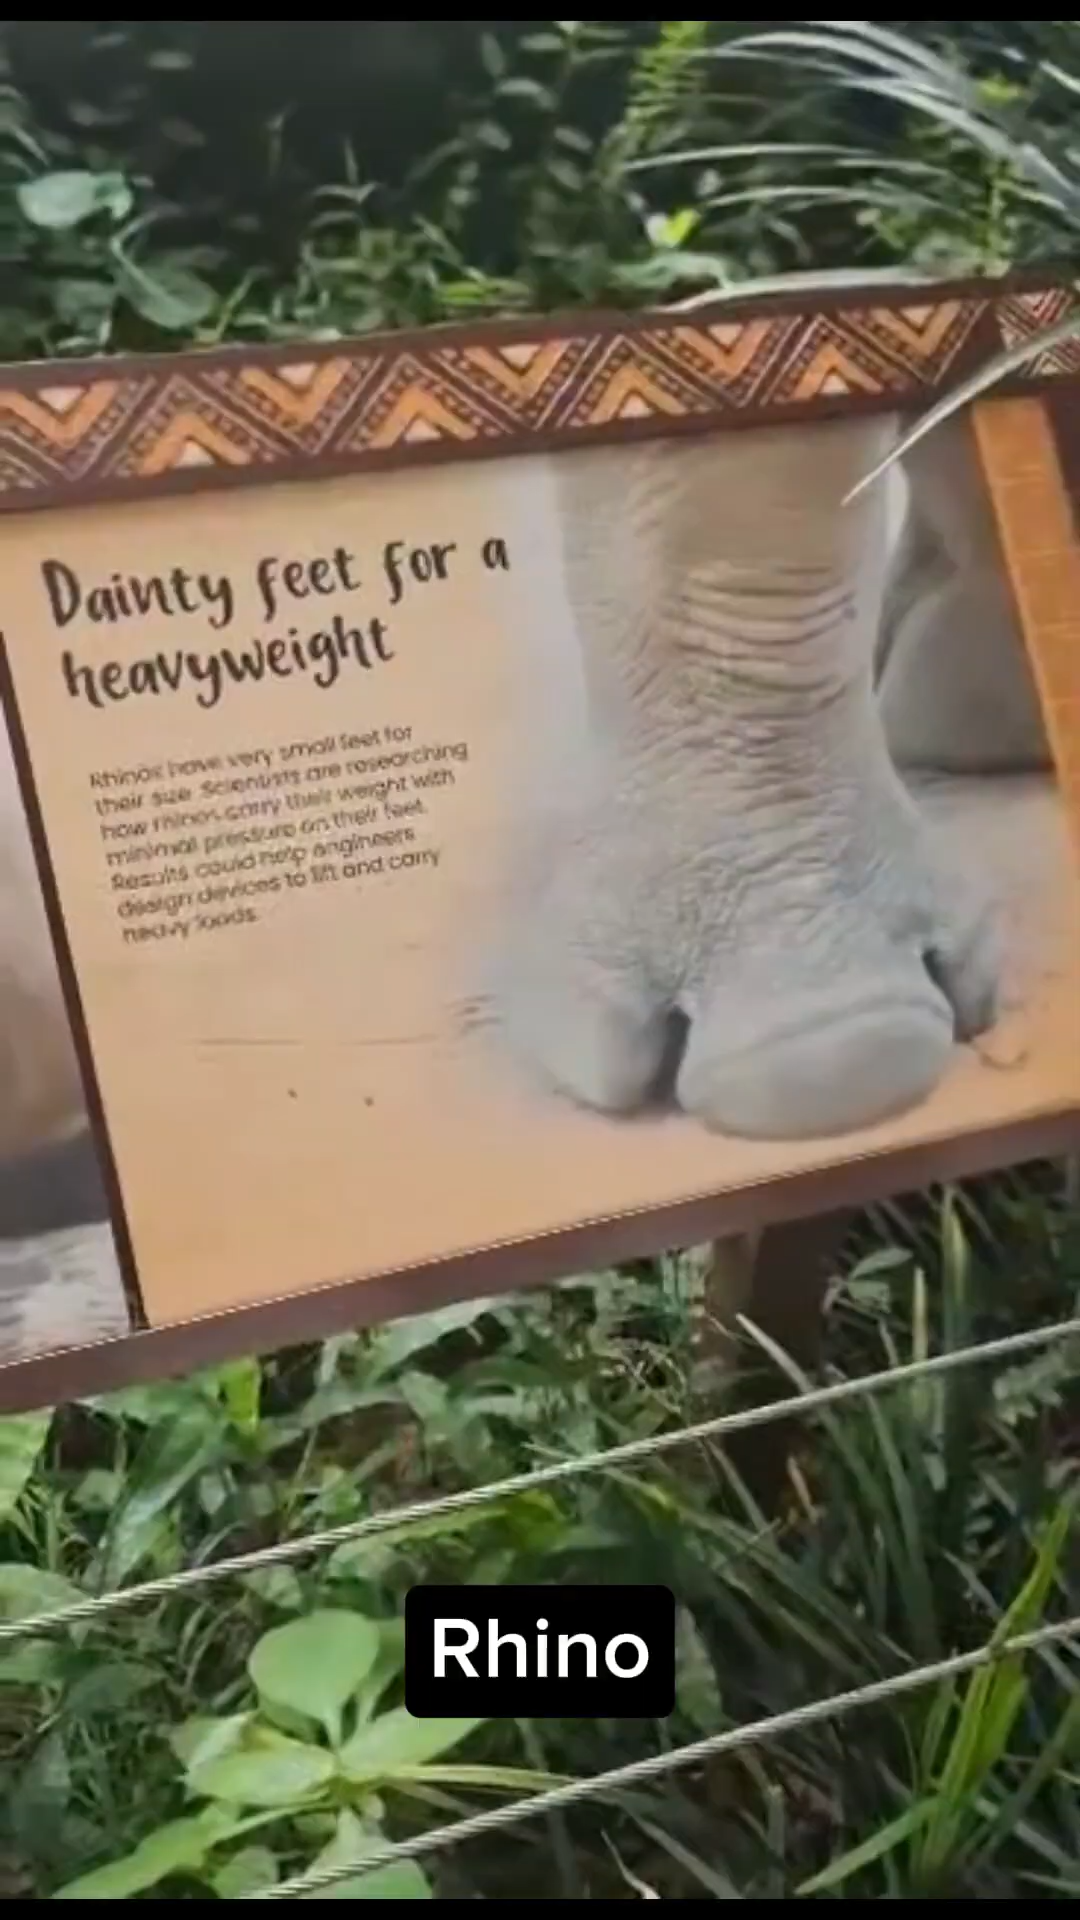 Dainty feet for a
heavyweight
Rhinos have very small feet for
their size. Scientists are researching
how rhinos carry their weight with
minimal pressure on their feet.
Results could help engineers
design devices to lift and carry
heavy loads.
Rhino